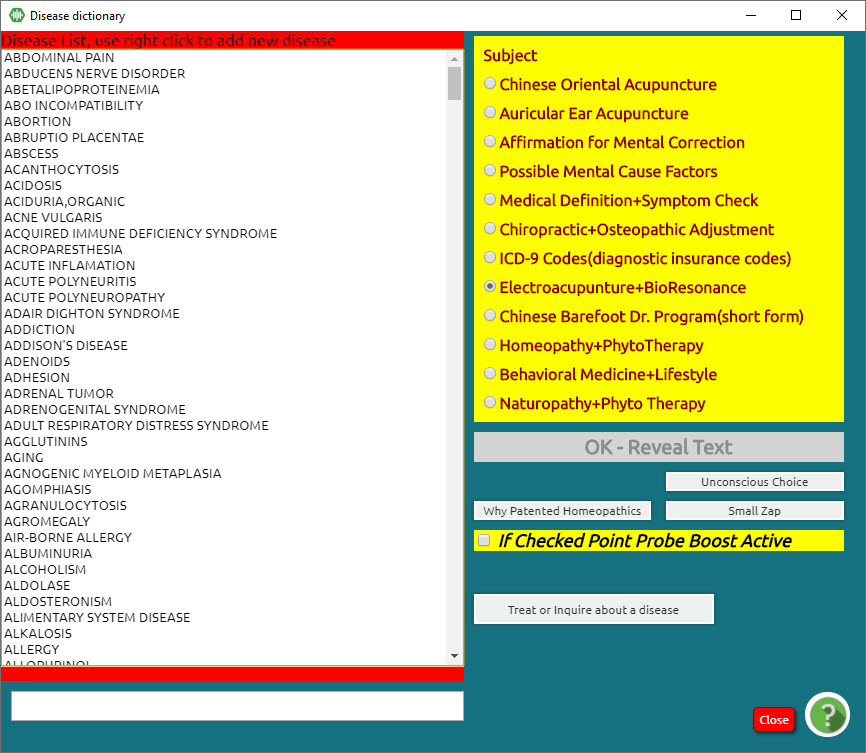 Disease dictionary
Disease List, use right click to add new disease
ABDOMINAL PAIN
ABDUCENS NERVE DISORDER
ABETALIPOPROTEINEMIA
ABO INCOMPATIBILITY
ABORTION
ABRUPTIO PLACENTAE
ABSCESS
ACANTHOCYTOSIS
ACIDOSIS
ACIDURIA,ORGANIC
ACNE VULGARIS
ACQUIRED IMMUNE DEFICIENCY SYNDROME
ACROPARESTHESIA
ACUTE INFLAMATION
ACUTE POLYNEURITIS
ACUTE POLYNEUROPATHY
ADAIR DIGHTON SYNDROME
ADDICTION
ADDISON'S DISEASE
ADENOIDS
ADHESION
ADRENAL TUMOR
ADRENOGENITAL SYNDROME
ADULT RESPIRATORY DISTRESS SYNDROME
AGGLUTININS
AGING
AGNOGENIC MYELOID METAPLASIA
AGOMPHIASIS
AGRANULOCYTOSIS
AGROMEGALY
AIR-BORNE ALLERGY
ALBUMINURIA
ALCOHOLISM
ALDOLASE
ALDOSTERONISM
ALIMENTARY SYSTEM DISEASE
ALKALOSIS
ALLERGY
ALLOPURINOL
Subject
Chinese Oriental Acupuncture
Auricular Ear Acupuncture
Affirmation for Mental Correction
Possible Mental Cause Factors
Medical Definition+Symptom Check
Chiropractic+Osteopathic Adjustment
ICD-9 Codes(diagnostic insurance codes)
Electroacupunture+BioResonance
Chinese Barefoot Dr. Program(short form)
Homeopathy+PhytoTherapy
Behavioral Medicine+Lifestyle
Naturopathy+Phyto Therapy
OK - Reveal Text
Unconscious Choice
Why Patented Homeopathics
Small Zap
If Checked Point Probe Boost Active
Treat or Inquire about a disease
Close
?